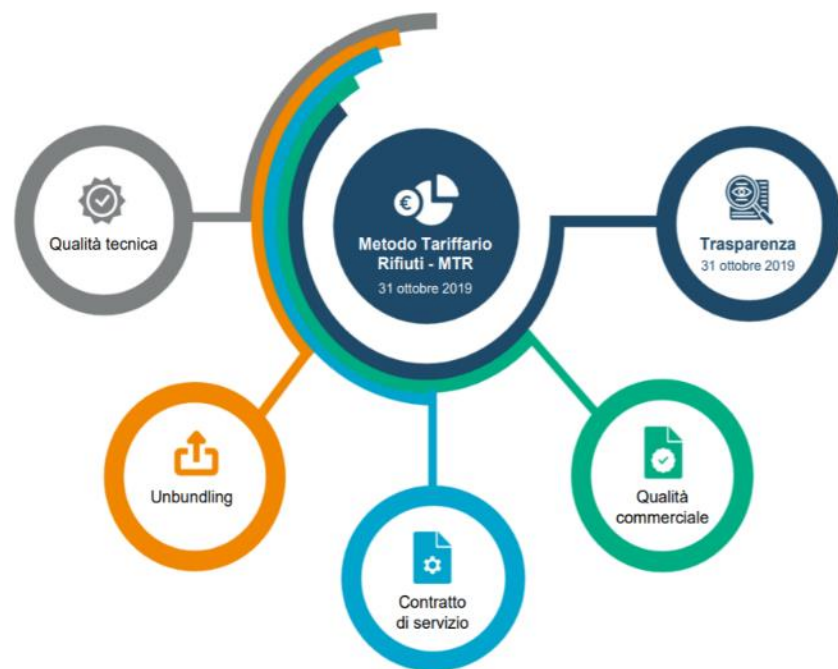 Qualità tecnica
€
Metodo Tariffario
Rifiuti - MTR
31 ottobre 2019
Trasparenza
31 ottobre 2019
Unbundling
Contratto
di servizio
Qualità
commerciale